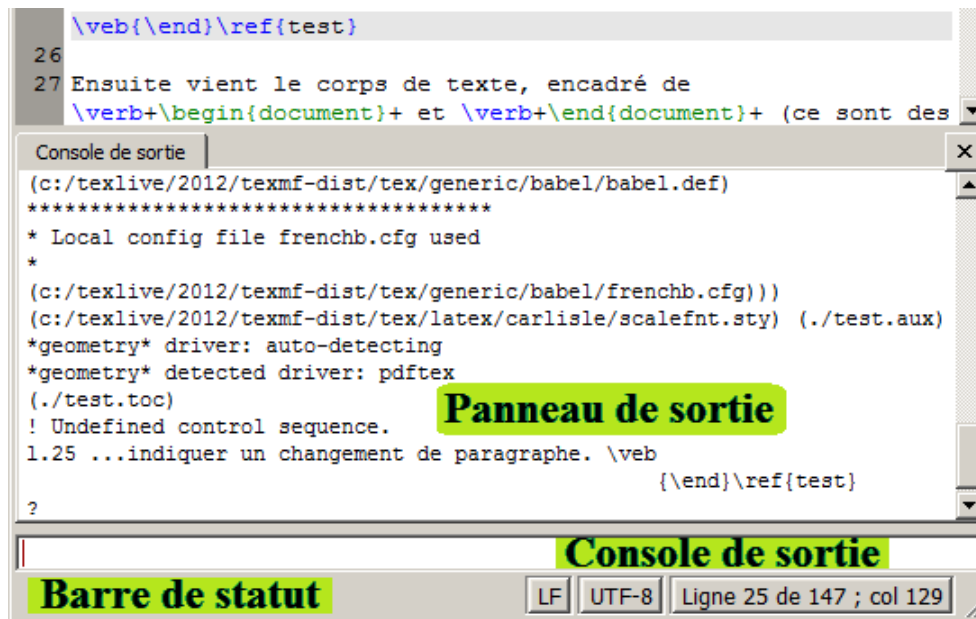 \veb{\end}\ref{test}
26
27 Ensuite vient le corps de texte, encadré de
\verb+\begin{document}+ et \verb+\end{document}+ (ce sont des
Console de sortie
(c:/texlive/2012/texmf-dist/tex/generic/babel/babel.def)
*************************************
* Local config file frenchb.cfg used
*
(c:/texlive/2012/texmf-dist/tex/generic/babel/frenchb.cfg)))
(c:/texlive/2012/texmf-dist/tex/latex/carlisle/scalefnt.sty) (./test.aux)
*geometry* driver: auto-detecting
*geometry* detected driver: pdftex
(./test.toc)
Panneau de sortie
! Undefined control sequence.
l.25 ...indiquer un changement de paragraphe. \veb
{\end}\ref{test}
?
Console de sortie
Barre de statut
LF UTF-8 Ligne 25 de 147 ; col 129